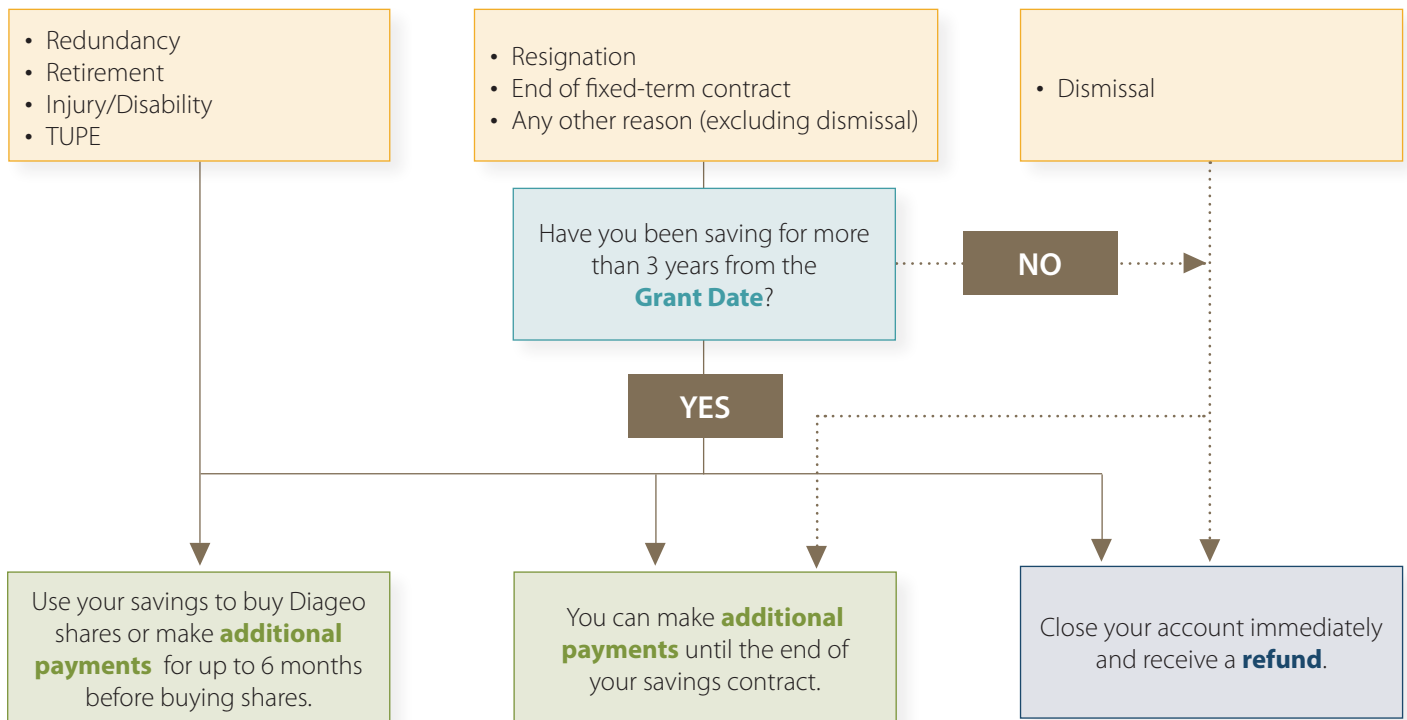 • Redundancy
• Retirement
• Injury/Disability
• TUPE
• Resignation
• End of fixed-term contract
• Any other reason (excluding dismissal)
• Dismissal
Have you been saving for more
than 3 years from the
Grant Date?
NO
YES
Use your savings to buy Diageo
shares or make additional
payments for up to 6 months
before buying shares.
You can make additional
payments until the end of
your savings contract.
Close your account immediately
and receive a refund.